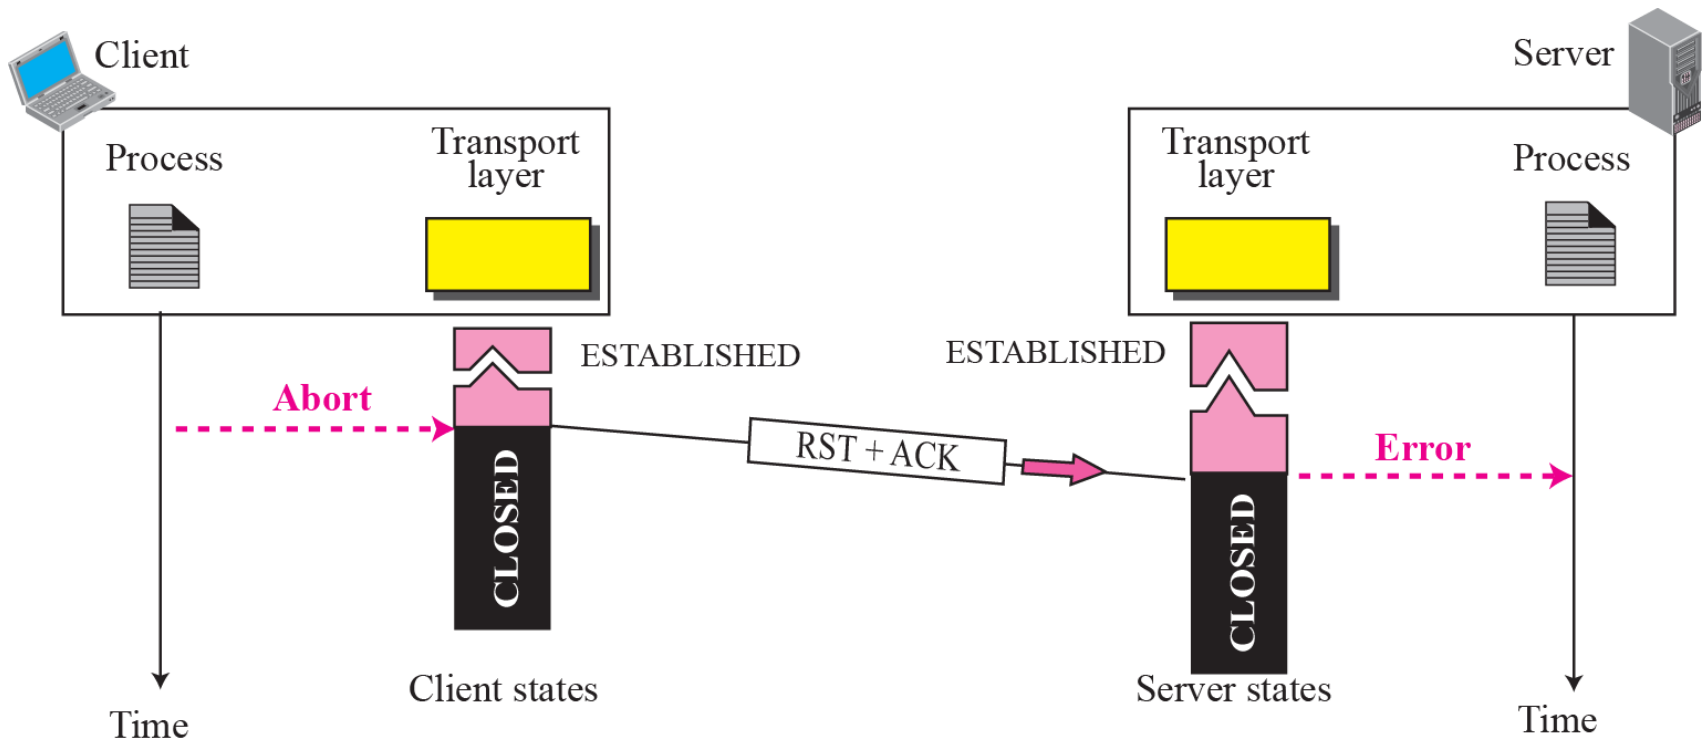 Client
Server
Process
Transport
layer
Transport
layer
Process
ESTABLISHED
ESTABLISHED
Abort
RST + ACK
Error
CLOSED
CLOSED
Client states
Server states
Time
Time